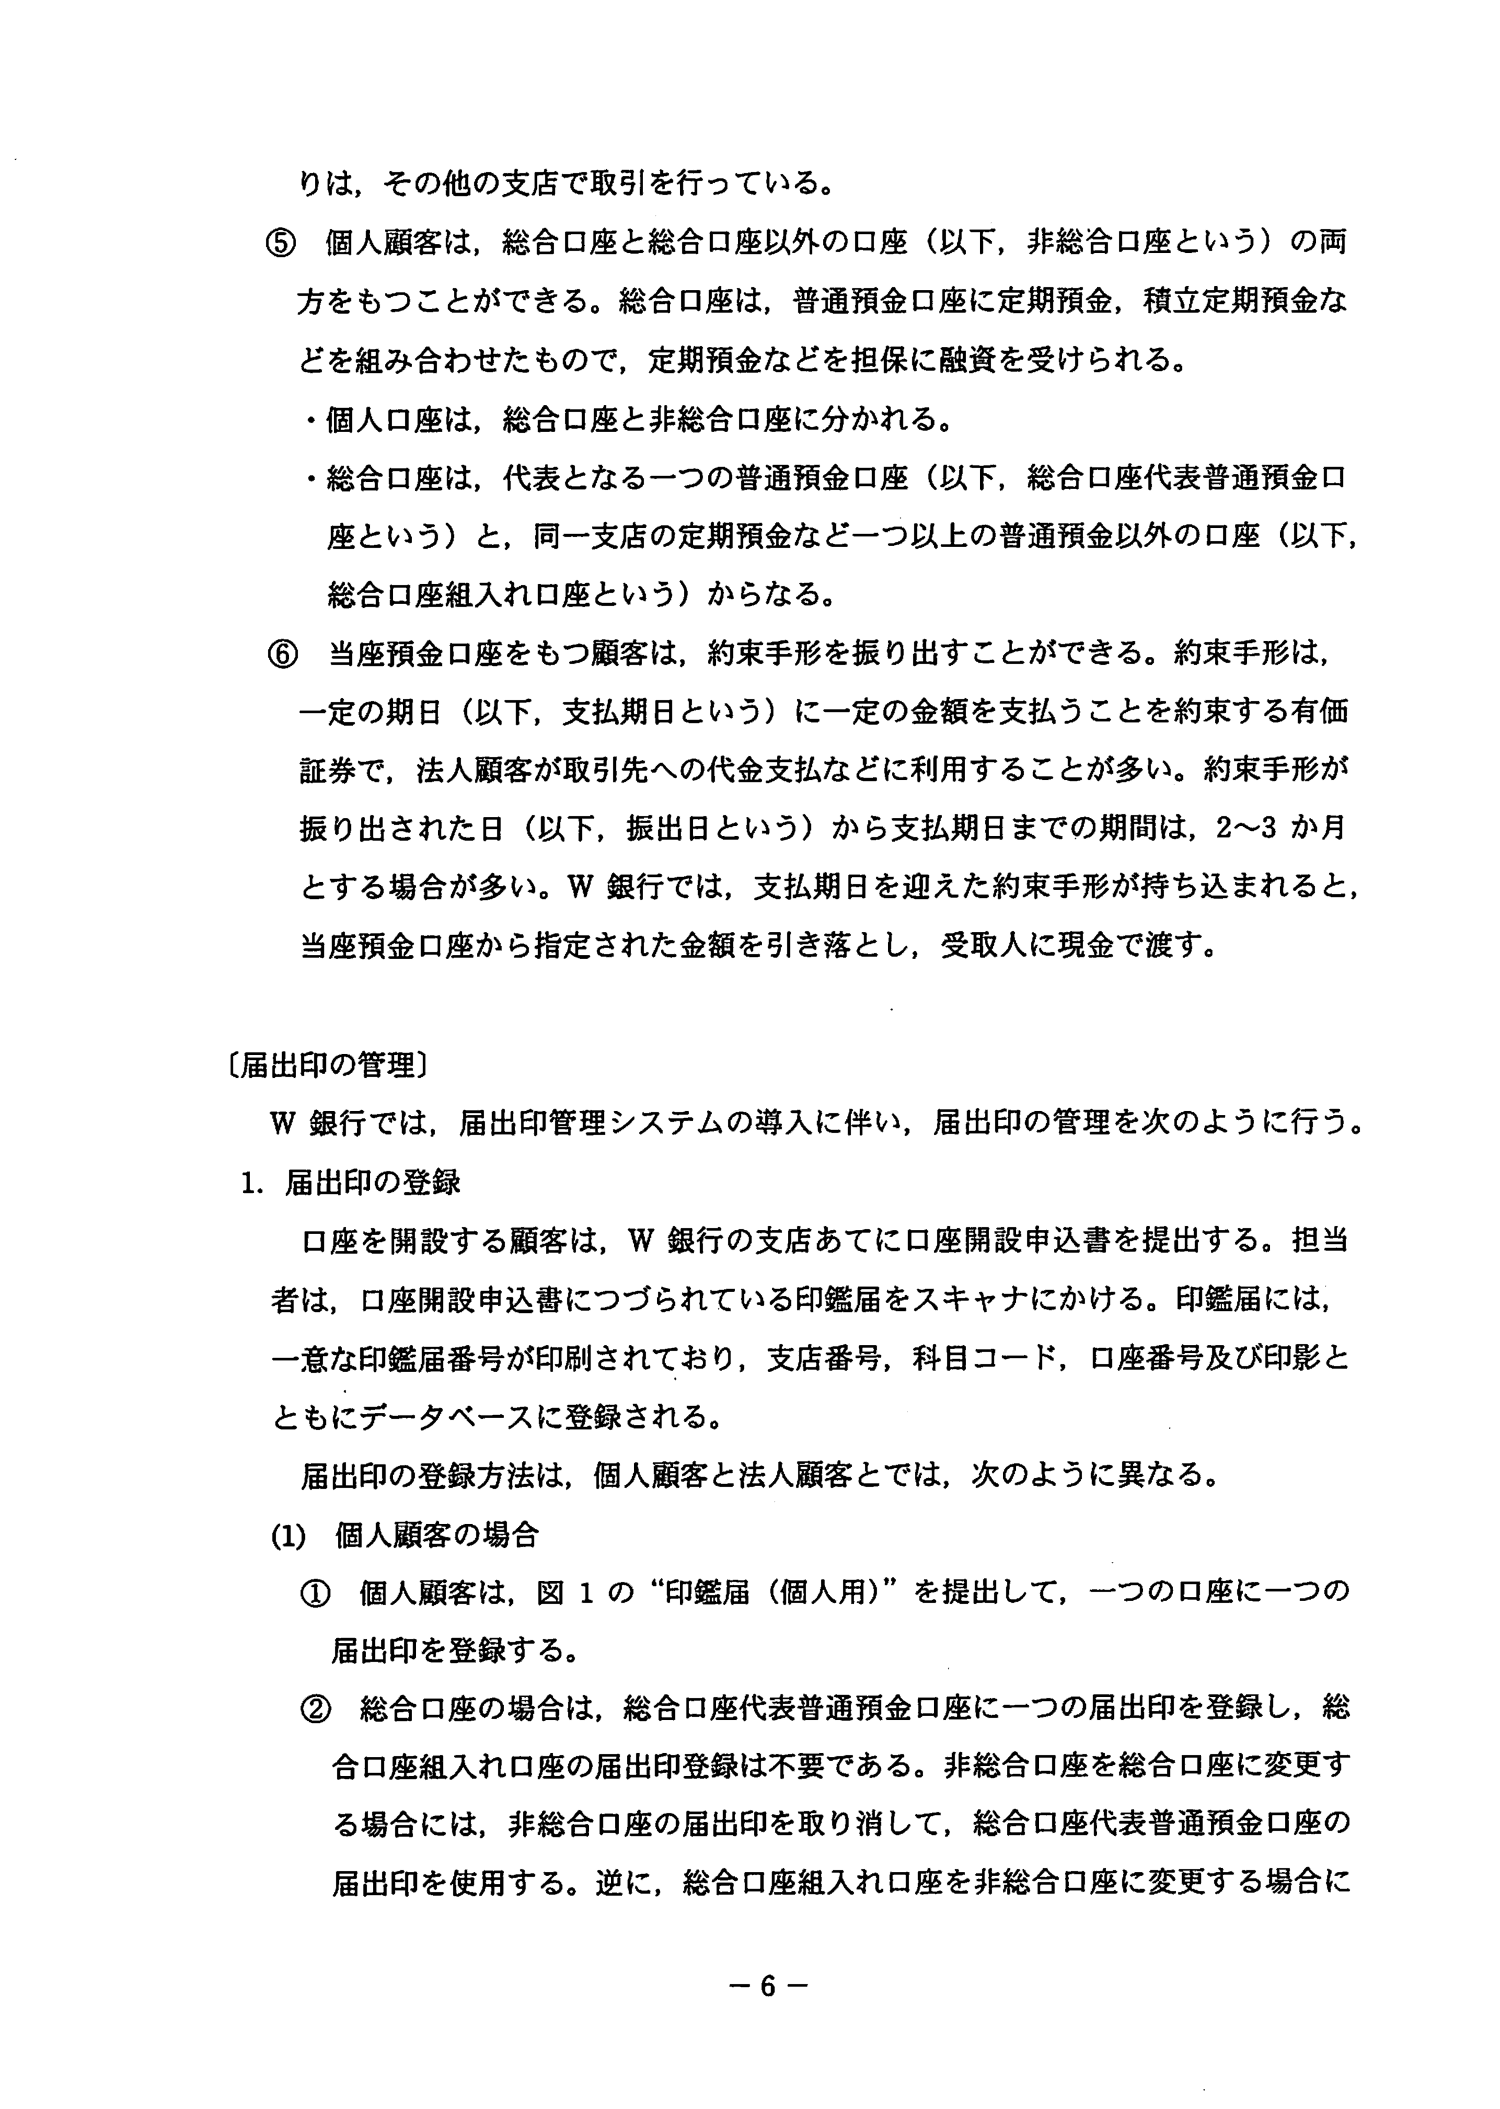 りは，その他の支店で取引を行っている。
⑤　個人顧客は，総合口座と総合口座以外の口座（以下，非総合口座という）の両
方をもつことができる。総合口座は，普通預金口座に定期預金，積立定期預金な
どを組み合わせたもので，定期預金などを担保に融資を受けられる。
・個人口座は，総合口座と非総合口座に分かれる。
・総合口座は，代表となる一つの普通預金口座（以下，総合口座代表普通預金口
座という）と，同一支店の定期預金など一つ以上の普通預金以外の口座（以下，
総合口座組入れ口座という）からなる。
⑥　当座預金口座をもつ顧客は，約束手形を振り出すことができる。約束手形は，
一定の期日（以下，支払期日という）に一定の金額を支払うことを約束する有価
証券で，法人顧客が取引先への代金支払などに利用することが多い。約束手形が
振り出された日（以下，振出日という）から支払期日までの期間は，2～3 か月
とする場合が多い。W 銀行では，支払期日を迎えた約束手形が持ち込まれると，
当座預金口座から指定された金額を引き落とし，受取人に現金で渡す。
〔届出印の管理〕
W 銀行では，届出印管理システムの導入に伴い，届出印の管理を次のように行う。
1. 届出印の登録
口座を開設する顧客は，W 銀行の支店あてに口座開設申込書を提出する。担当
者は，口座開設申込書につづられている印鑑届をスキャナにかける。印鑑届には，
一意な印鑑届番号が印刷されており，支店番号，科目コード，口座番号及び印影と
ともにデータベースに登録される。
届出印の登録方法は，個人顧客と法人顧客とでは，次のように異なる。
(1)　個人顧客の場合
①　個人顧客は，図 1 の“印鑑届（個人用）”を提出して，一つの口座に一つの
届出印を登録する。
②　総合口座の場合は，総合口座代表普通預金口座に一つの届出印を登録し，総
合口座組入れ口座の届出印登録は不要である。非総合口座を総合口座に変更す
る場合には，非総合口座の届出印を取り消して，総合口座代表普通預金口座の
届出印を使用する。逆に，総合口座組入れ口座を非総合口座に変更する場合に
－ 6 －